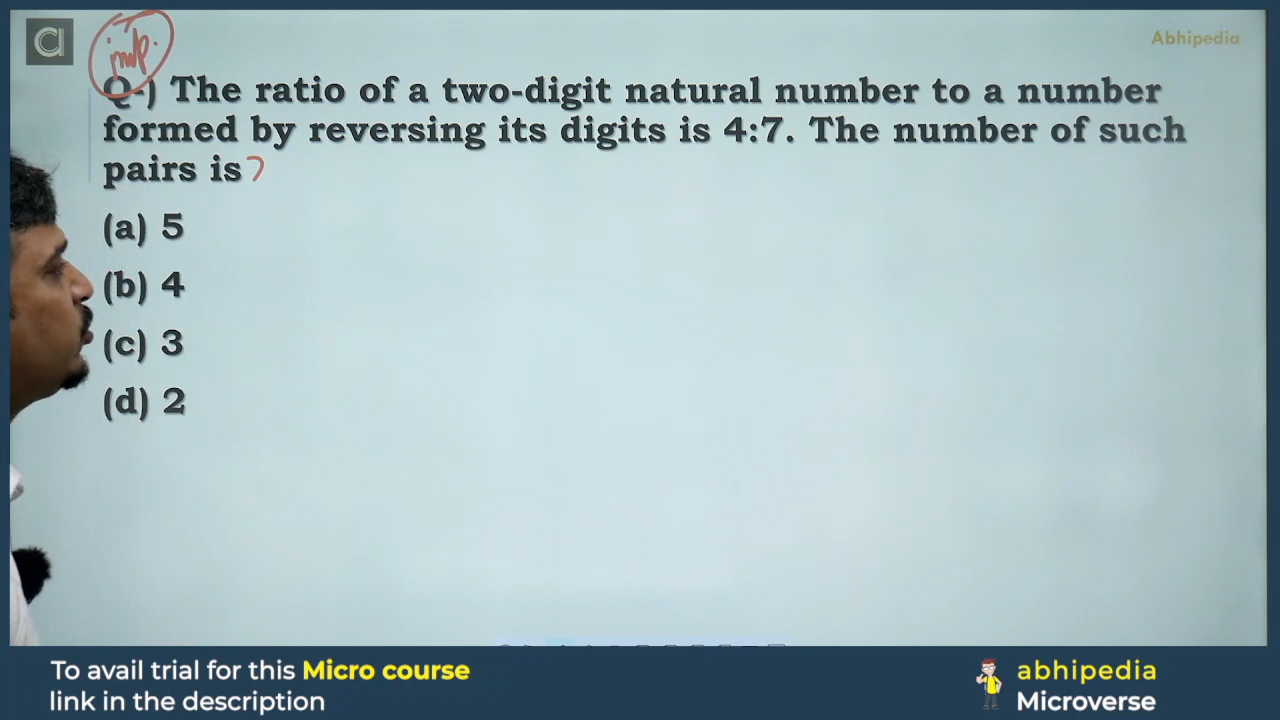 Abhipedia
imp.
Q-) The ratio of a two-digit natural number to a number
formed by reversing its digits is 4:7. The number of such
pairs is?
(a) 5
(b) 4
(c) 3
(d) 2
To avail trial for this Micro course
link in the description
abhipedia
Microverse